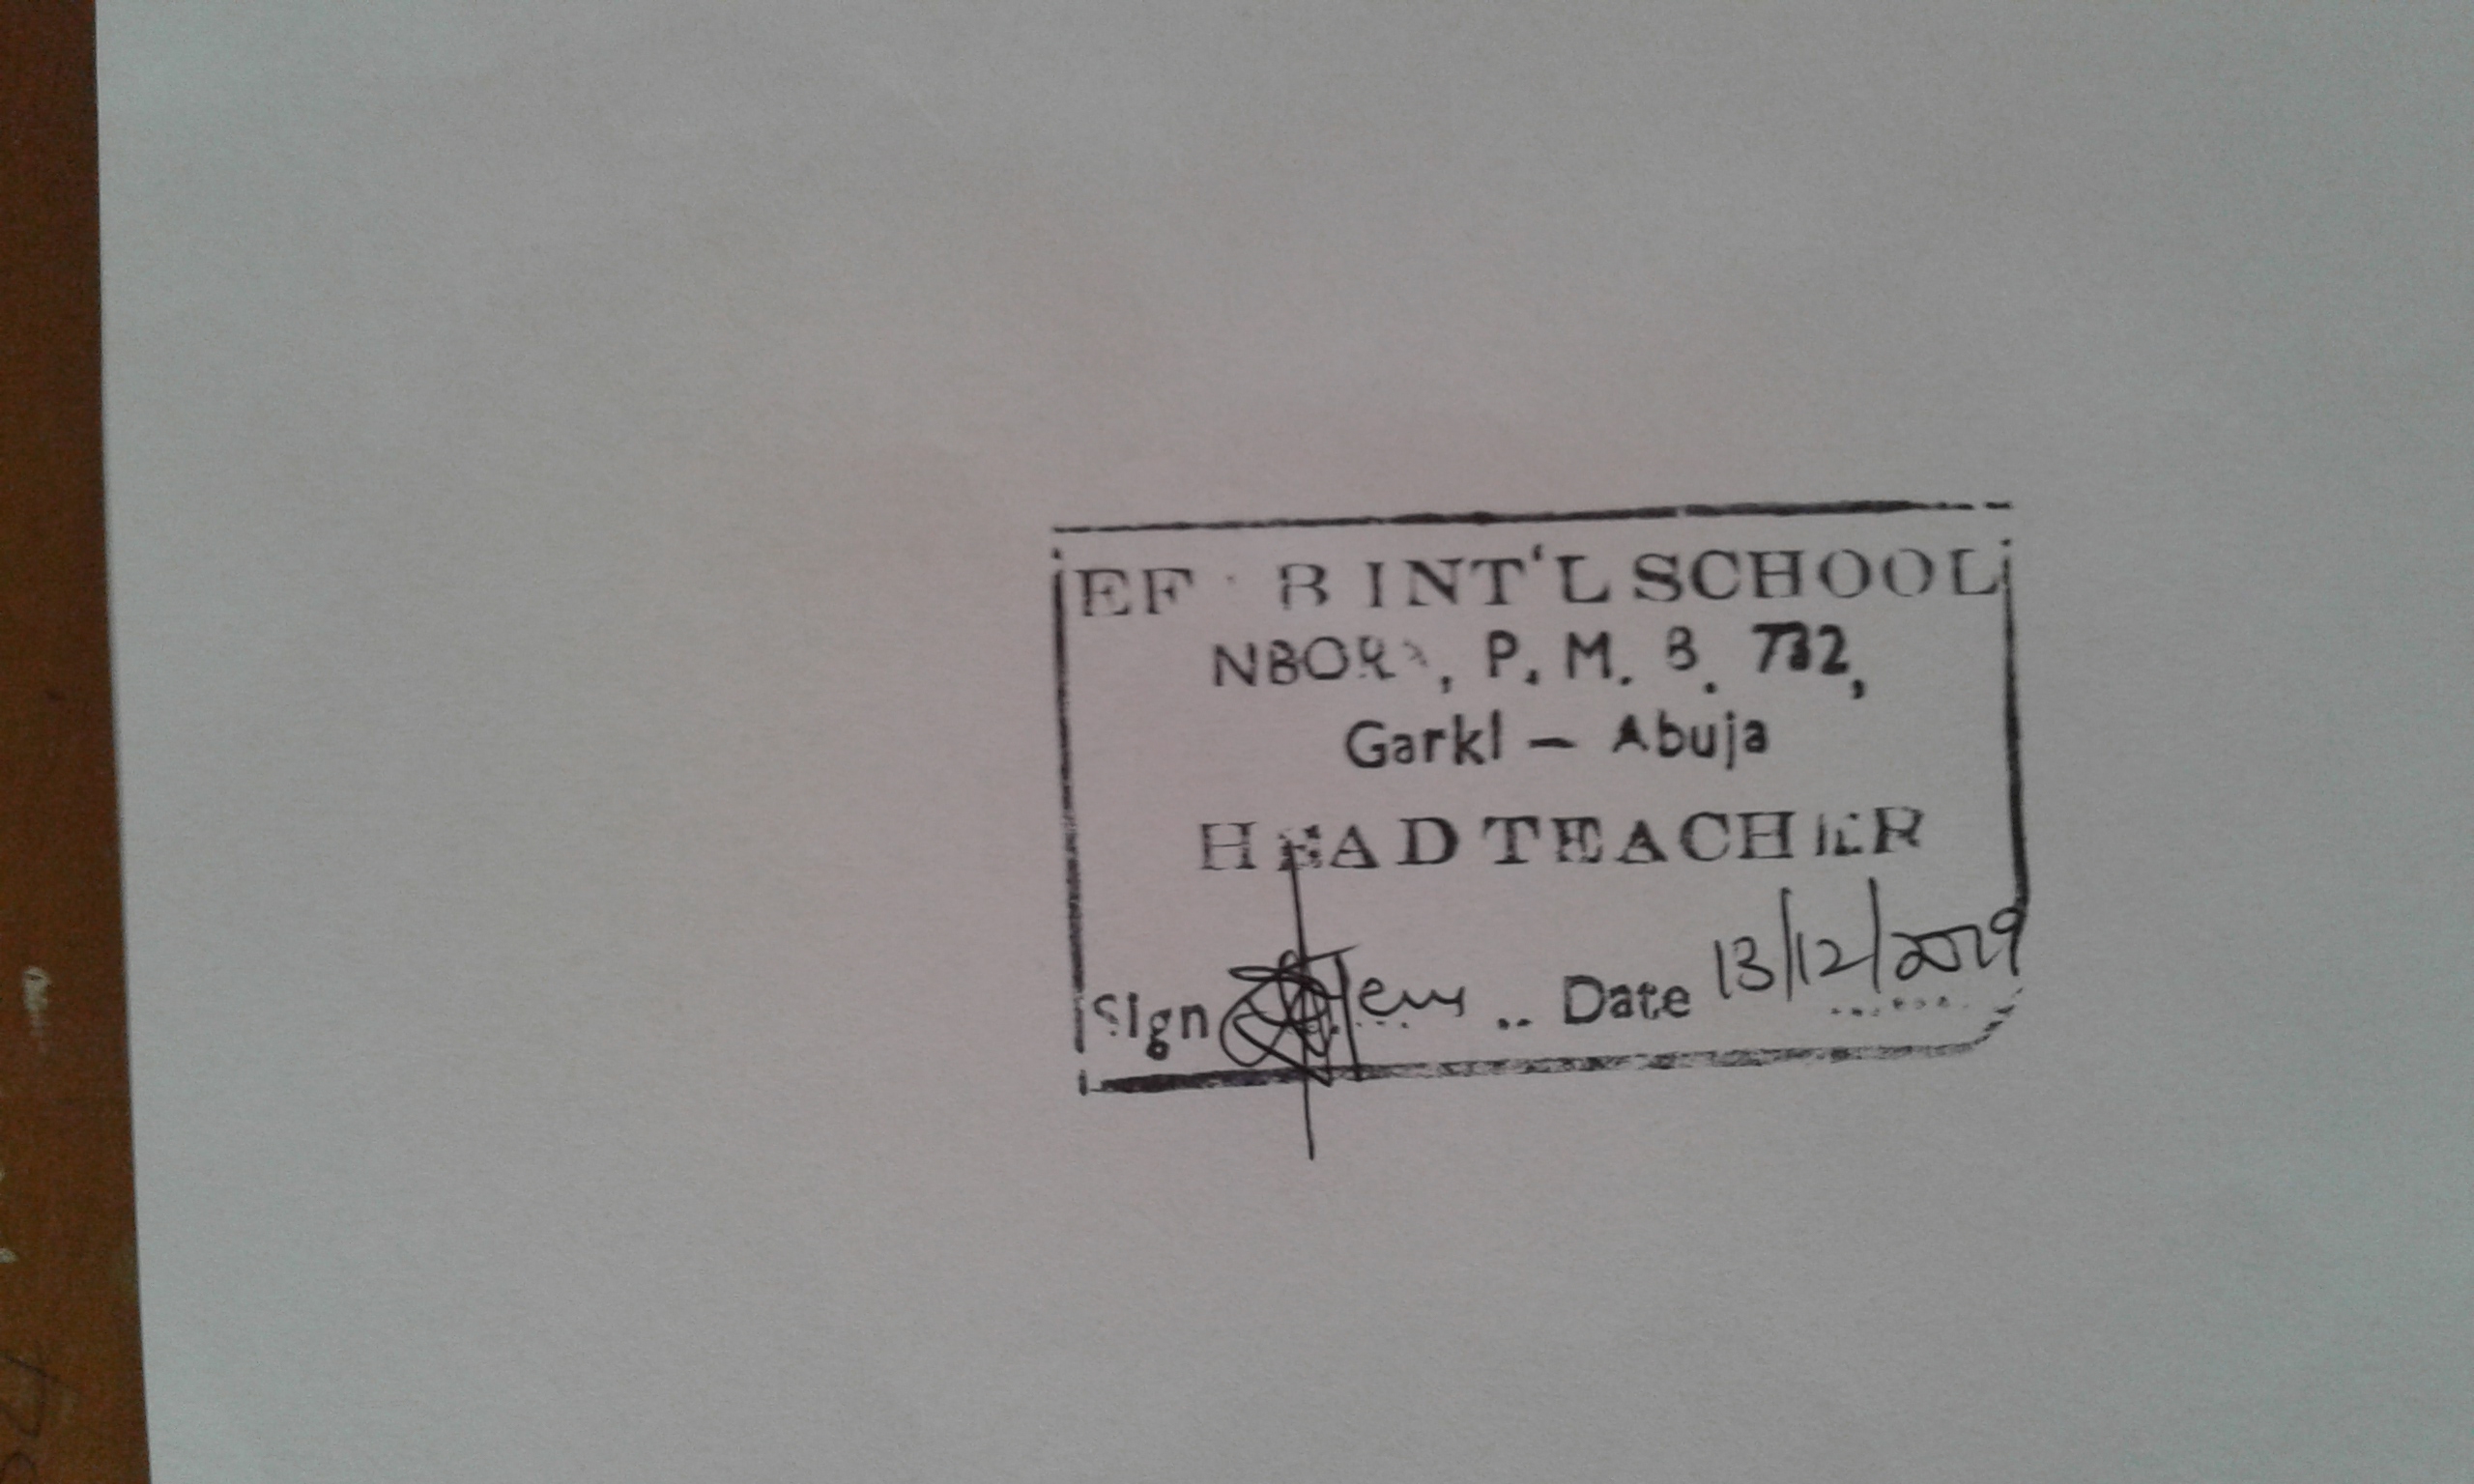 INT'L SCHOOL
P. M. B. 732,
Garki - Abuja
HEAD TEACHER
Sign .. Date 13/12/2019